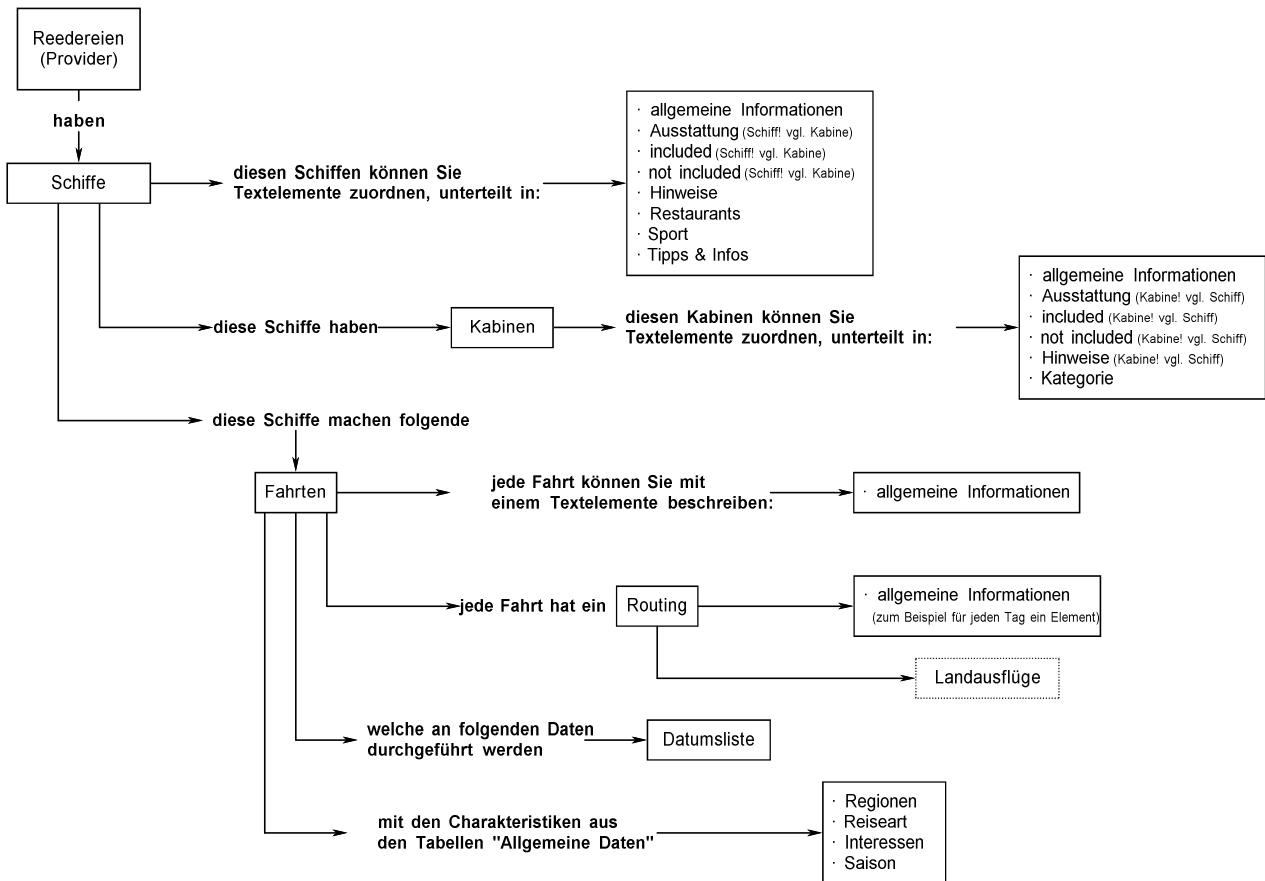 Reedereien
(Provider)
haben
Schiffe
diesen Schiffen können Sie
Textelemente zuordnen, unterteilt in:
· allgemeine Informationen
· Ausstattung (Schiff! vgl. Kabine)
· included (Schiff! vgl. Kabine)
· not included (Schiff! vgl. Kabine)
· Hinweise
· Restaurants
· Sport
· Tipps & Infos
diese Schiffe haben
Kabinen
diesen Kabinen können Sie
Textelemente zuordnen, unterteilt in:
· allgemeine Informationen
· Ausstattung (Kabine! vgl. Schiff)
· included (Kabine! vgl. Schiff)
· not included (Kabine! vgl. Schiff)
· Hinweise (Kabine! vgl. Schiff)
· Kategorie
diese Schiffe machen folgende
Fahrten
jede Fahrt können Sie mit
einem Textelemente beschreiben:
· allgemeine Informationen
jede Fahrt hat ein
Routing
· allgemeine Informationen
(zum Beispiel für jeden Tag ein Element)
Landausflüge
welche an folgenden Daten
durchgeführt werden
Datumsliste
mit den Charakteristiken aus
den Tabellen "Allgemeine Daten"
· Regionen
· Reiseart
· Interessen
· Saison